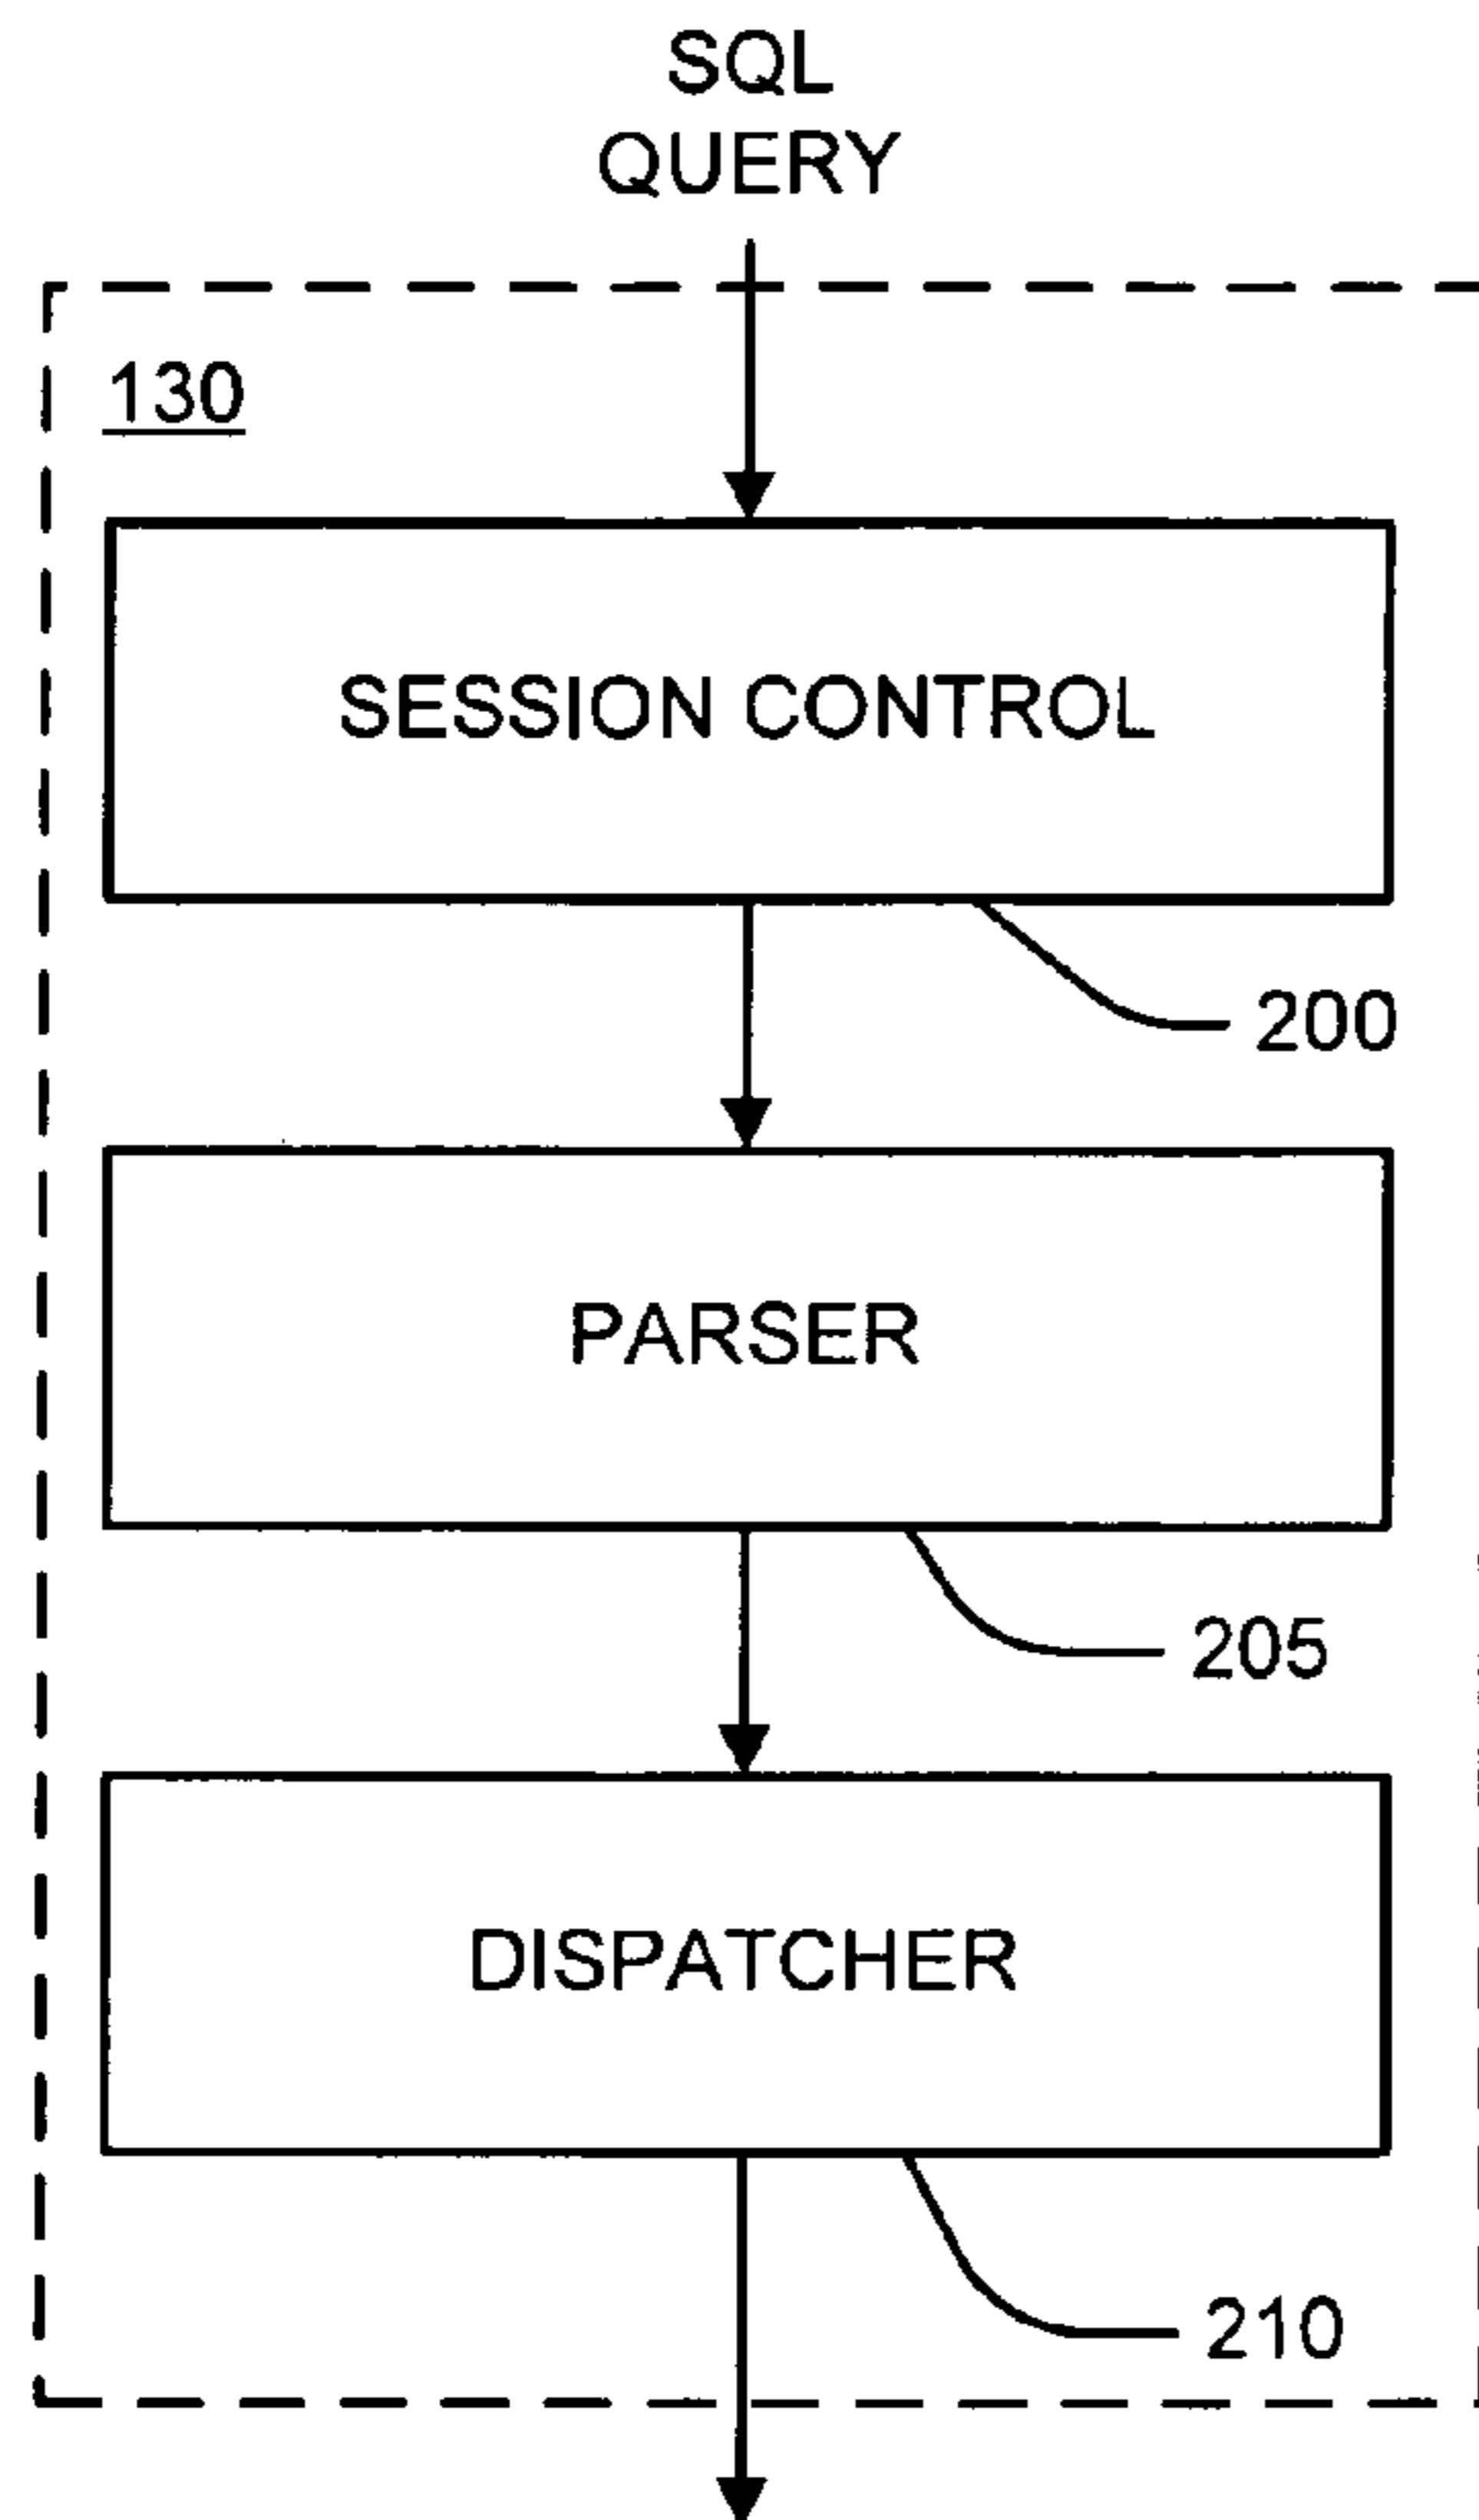 SQL
QUERY
130
SESSION CONTROL
200
PARSER
205
DISPATCHER
210